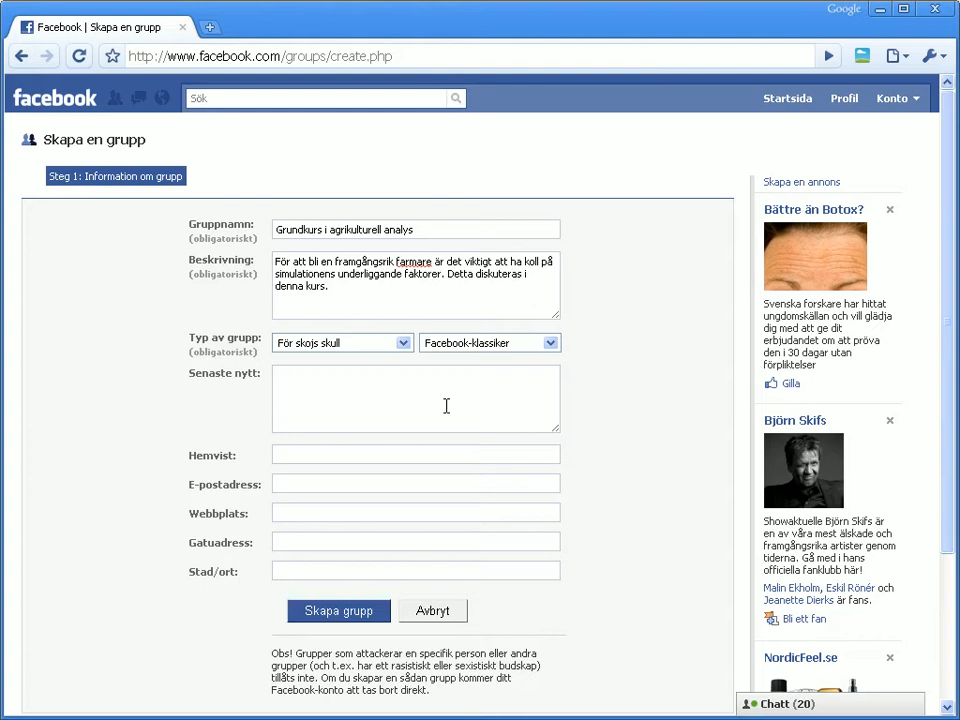 Google
Facebook | Skapa en grupp
http://www.facebook.com/groups/create.php
facebook
Sök
Startsida
Profil
Konto
Skapa en grupp
Steg 1: Information om grupp
Gruppnamn:
(obligatoriskt)
Grundkurs i agrikulturell analys
Beskrivning:
(obligatoriskt)
För att bli en framgångsrik farmare är det viktigt att ha koll på
simulationens underliggande faktorer. Detta diskuteras i
denna kurs.
Typ av grupp:
(obligatoriskt)
För skojs skull
Facebook-klassiker
Senaste nytt:
Hemvist:
E-postadress:
Webbplats:
Gatuadress:
Stad/ort:
Skapa grupp
Avbryt
Obs! Grupper som attackerar en specifik person eller andra
grupper (och t.ex. har ett rasistiskt eller sexistiskt budskap)
tillåts inte. Om du skapar en sådan grupp kommer ditt
Facebook-konto att tas bort direkt.
Skapa en annons
Bättre än Botox?
Svenska forskare har hittat
ungdomskällan och vill glädja
dig med att ge dit
erbjudandet om att pröva
den i 30 dagar utan
förpliktelser
Gilla
Björn Skifs
Showaktuelle Björn Skifs är
en av våra mest älskade och
framgångsrika artister genom
tiderna. Gå med i hans
officiella fanklubb här!
Malin Ekholm, Eskil Rönér och
Jeanette Dierks är fans.
Bli ett fan
NordicFeel.se
Chatt (20)